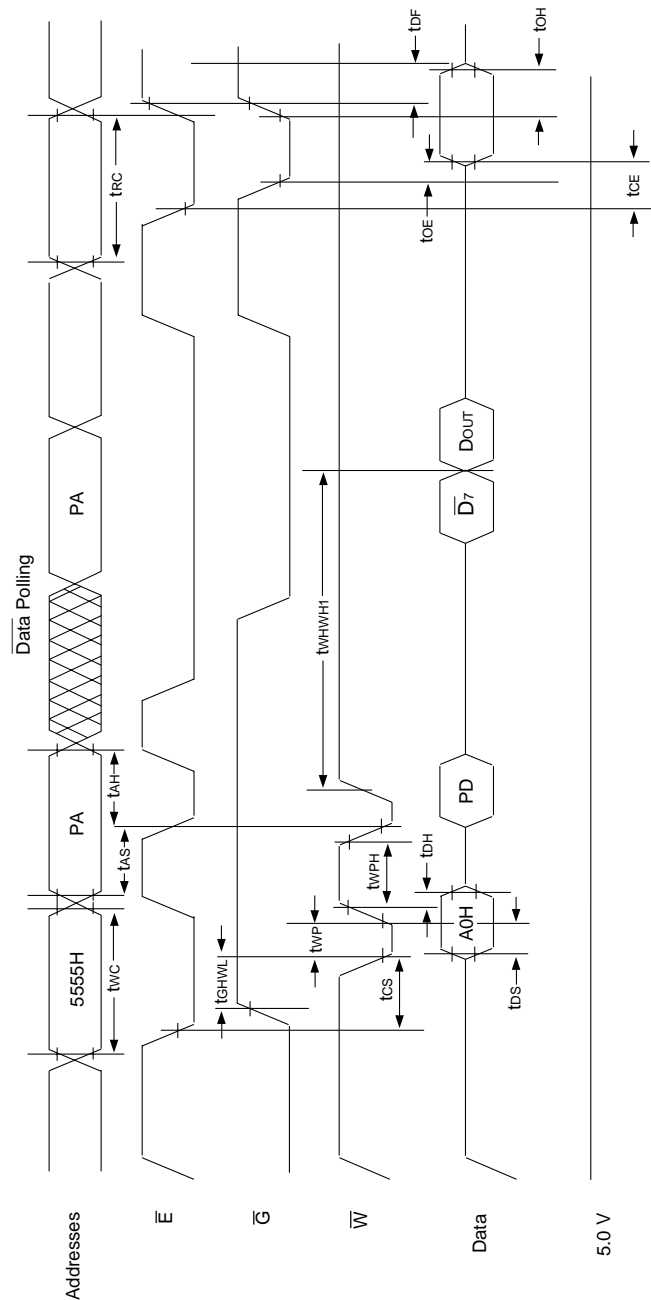 Data Polling
Addresses
5555H
PA
PA
tWC
tAS
tAH
tRC
E
G
tGHWL
tDF
W
tWP
tCS
tWPH
tWHWH1
tOE
tOH
Data
A0H
PD
D7
DOUT
tDS
tDH
tCE
5.0 V